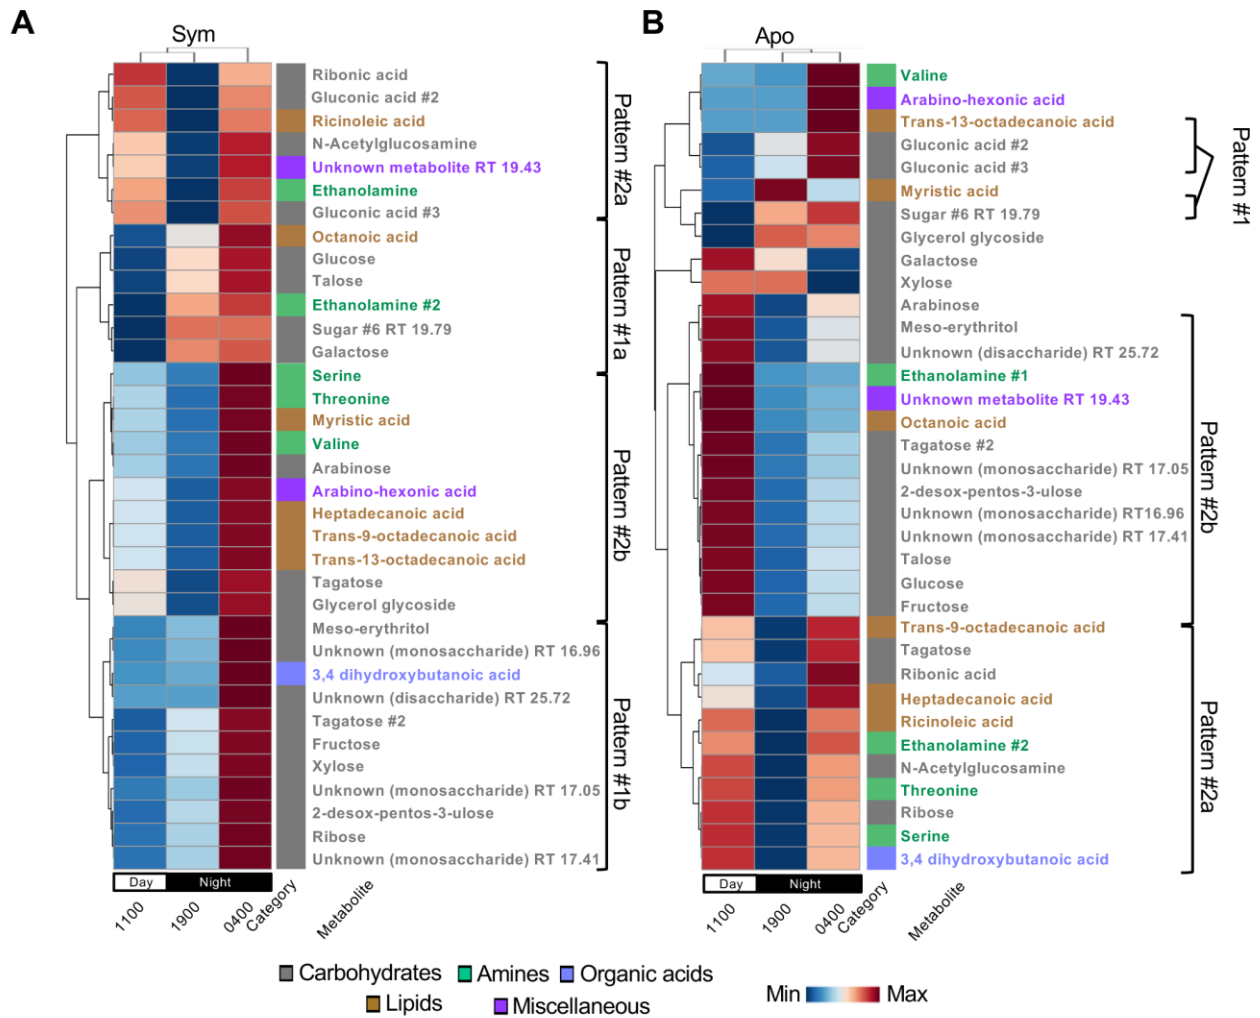 A
Sym
Ribonic acid
Gluconic acid #2
Ricinoleic acid
N-Acetylglucosamine
Unknown metabolite RT 19.43
Ethanolamine
Gluconic acid #3
Octanoic acid
Glucose
Talose
Ethanolamine #2
Sugar #6 RT 19.79
Galactose
Serine
Threonine
Myristic acid
Valine
Arabinose
Arabino-hexonic acid
Heptadecanoic acid
Trans-9-octadecanoic acid
Trans-13-octadecanoic acid
Tagatose
Glycerol glycoside
Meso-erythritol
Unknown (monosaccharide) RT 16.96
3,4 dihydroxybutanoic acid
Unknown (disaccharide) RT 25.72
Tagatose #2
Fructose
Xylose
Unknown (monosaccharide) RT 17.05
2-desox-pentos-3-ulose
Ribose
Unknown (monosaccharide) RT 17.41
Pattern #2a
Pattern #1a
Pattern #2b
Pattern #1b
Day
Night
1100
1900
0400
Category
Metabolite
B
Apo
Valine
Arabino-hexonic acid
Trans-13-octadecanoic acid
Gluconic acid #2
Gluconic acid #3
Myristic acid
Sugar #6 RT 19.79
Glycerol glycoside
Galactose
Xylose
Arabinose
Meso-erythritol
Unknown (disaccharide) RT 25.72
Ethanolamine #1
Unknown metabolite RT 19.43
Octanoic acid
Tagatose #2
Unknown (monosaccharide) RT 17.05
2-desox-pentos-3-ulose
Unknown (monosaccharide) RT16.96
Unknown (monosaccharide) RT 17.41
Talose
Glucose
Fructose
Trans-9-octadecanoic acid
Tagatose
Ribonic acid
Heptadecanoic acid
Ricinoleic acid
Ethanolamine #2
N-Acetylglucosamine
Threonine
Ribose
Serine
3,4 dihydroxybutanoic acid
Pattern #1
Pattern #2b
Pattern #2a
Day
Night
1100
1900
0400
Category
Metabolite
Carbohydrates
Amines
Organic acids
Lipids
Miscellaneous
Min
Max